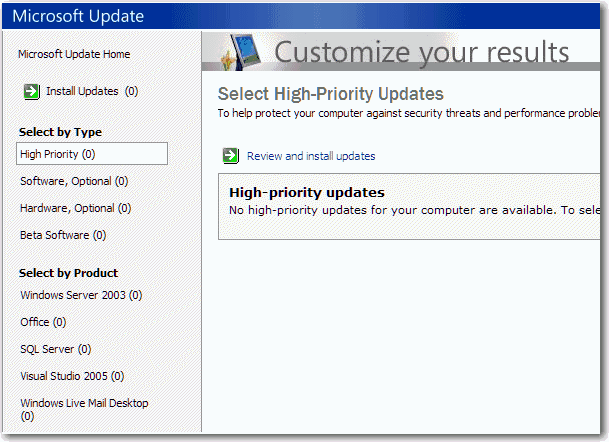 Microsoft Update
Microsoft Update Home
Install Updates (0)
Select by Type
High Priority (0)
Software, Optional (0)
Hardware, Optional (0)
Beta Software (0)
Select by Product
Windows Server 2003 (0)
Office (0)
SQL Server (0)
Visual Studio 2005 (0)
Windows Live Mail Desktop
(0)
Customize your results
Select High-Priority Updates
To help protect your computer against security threats and performance problem
Review and install updates
High-priority updates
No high-priority updates for your computer are available. To sele